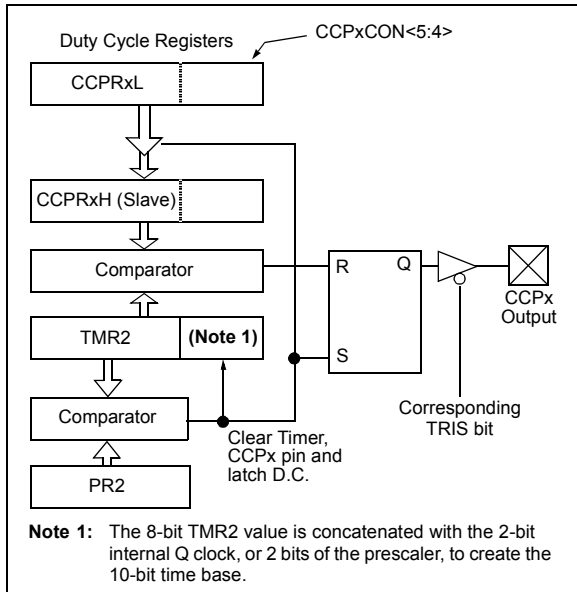 Duty Cycle Registers
CCPxCON<5:4>
CCPRxL
CCPRxH (Slave)
Comparator
R
Q
TMR2
(Note 1)
S
CCPx
Output
Comparator
Clear Timer,
CCPx pin and
latch D.C.
Corresponding
TRIS bit
PR2
Note 1: The 8-bit TMR2 value is concatenated with the 2-bit
internal Q clock, or 2 bits of the prescaler, to create the
10-bit time base.